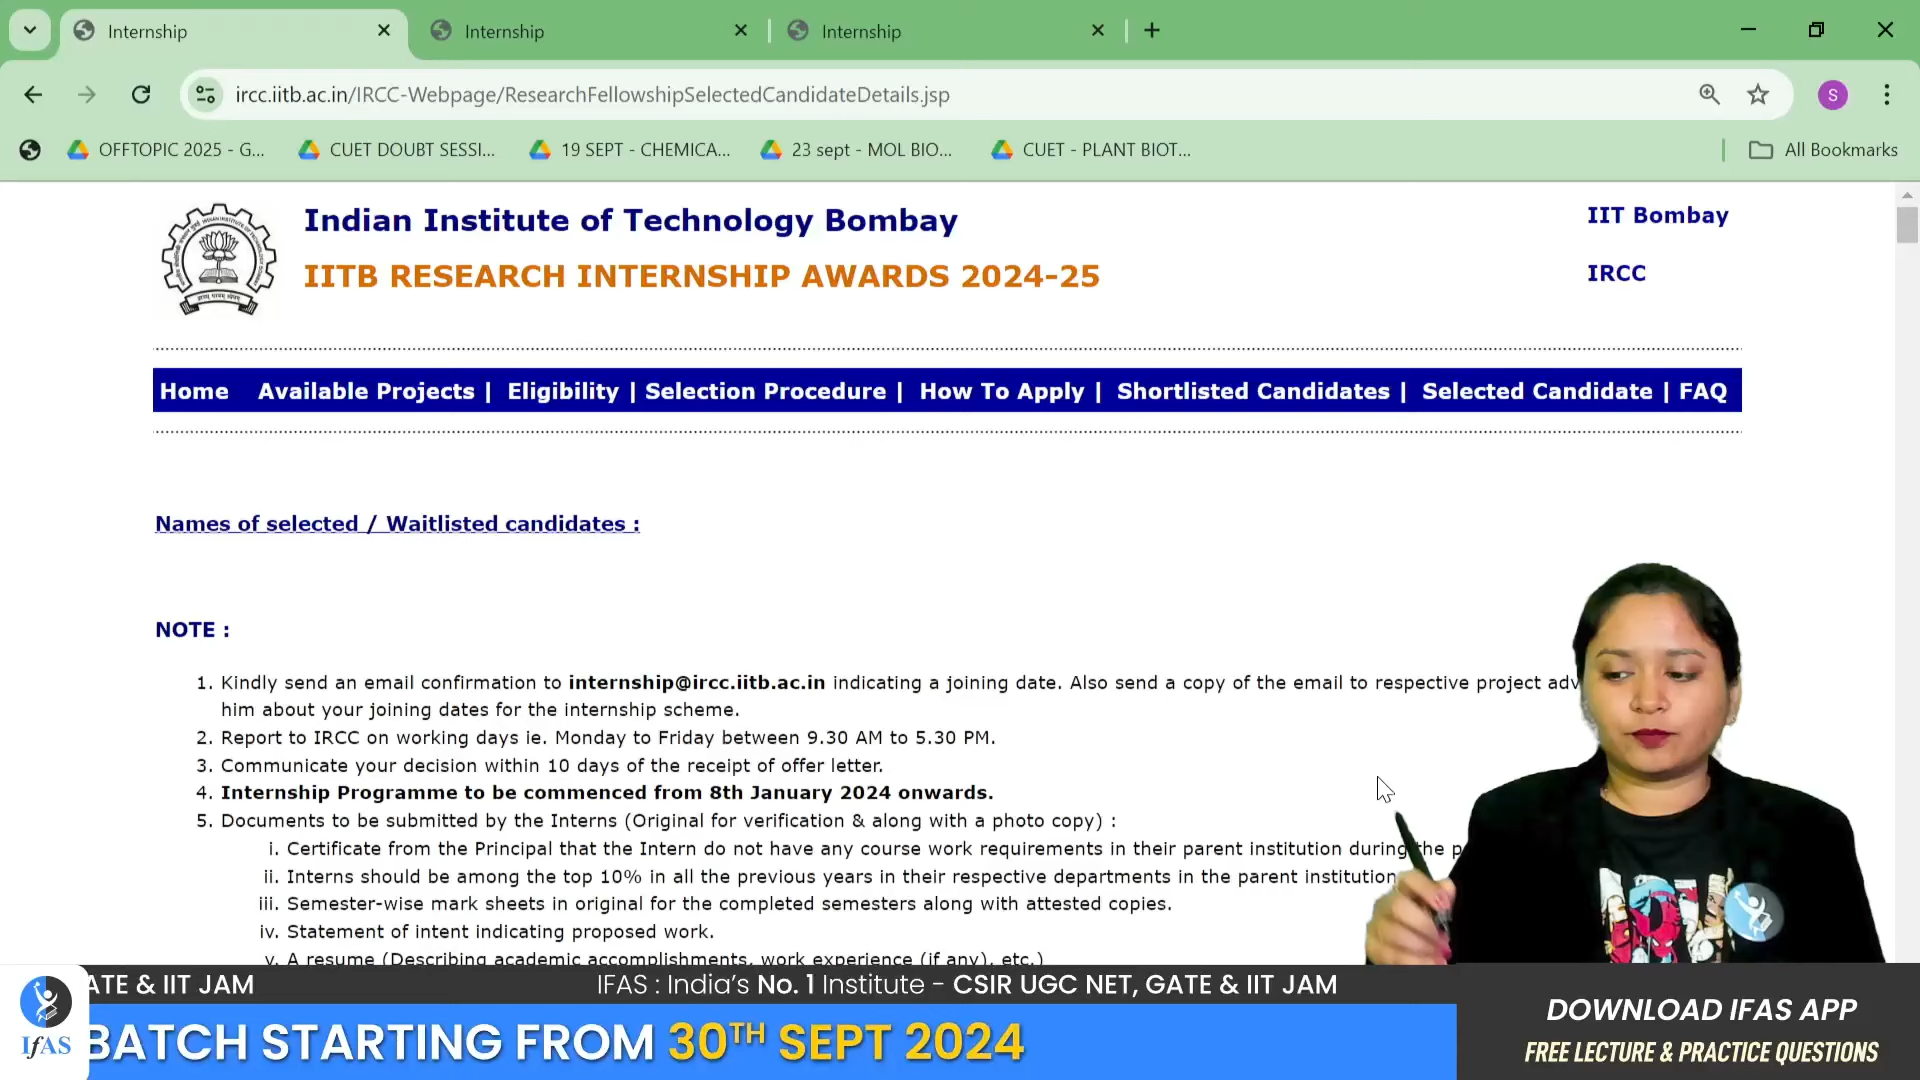 Internship
Internship
Internship
ircc.iitb.ac.in/IRCC-Webpage/ResearchFellowshipSelectedCandidateDetails.jsp
S
OFFTOPIC 2025 - G...
CUET DOUBT SESSI...
19 SEPT - CHEMICA...
23 sept - MOL BIO...
CUET - PLANT BIOT...
All Bookmarks
Indian Institute of Technology Bombay
IIT Bombay
IITB RESEARCH INTERNSHIP AWARDS 2024-25
IRCC
Home Available Projects | Eligibility | Selection Procedure | How To Apply | Shortlisted Candidates | Selected Candidate | FAQ
Names of selected / Waitlisted candidates :
NOTE :
1. Kindly send an email confirmation to internship@ircc.iitb.ac.in indicating a joining date. Also send a copy of the email to respective project adv
him about your joining dates for the internship scheme.
2. Report to IRCC on working days ie. Monday to Friday between 9.30 AM to 5.30 PM.
3. Communicate your decision within 10 days of the receipt of offer letter.
4. Internship Programme to be commenced from 8th January 2024 onwards.
5. Documents to be submitted by the Interns (Original for verification & along with a photo copy) :
i. Certificate from the Principal that the Intern do not have any course work requirements in their parent institution during the p
ii. Interns should be among the top 10% in all the previous years in their respective departments in the parent institution
iii. Semester-wise mark sheets in original for the completed semesters along with attested copies.
iv. Statement of intent indicating proposed work.
v. A resume (Describing academic accomplishments, work experience (if any), etc.)
ATE & IIT JAM
IFAS : India's No. 1 Institute - CSIR UGC NET, GATE & IIT JAM
IFAS
BATCH STARTING FROM 30TH SEPT 2024
DOWNLOAD IFAS APP
FREE LECTURE & PRACTICE QUESTIONS